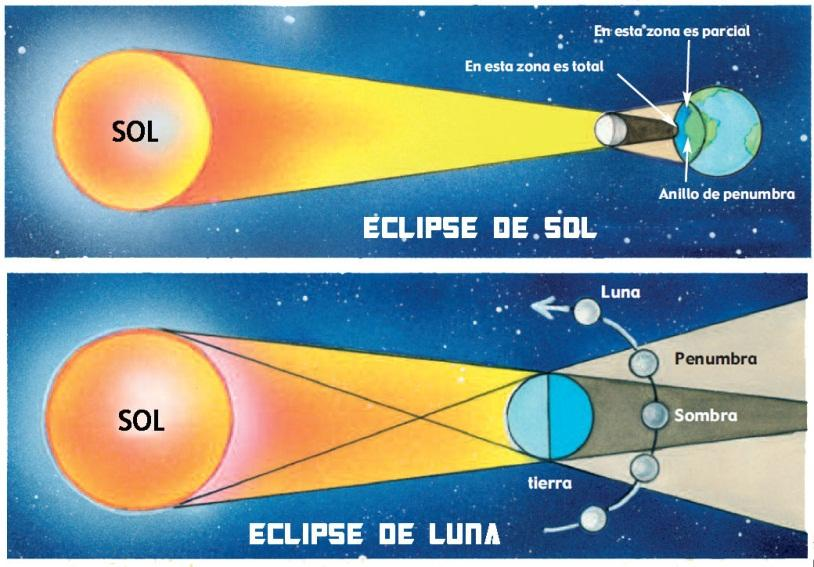 En esta zona es parcial
En esta zona es total
SOL
Anillo de penumbra
ECLIPSE DE SOL
Luna
Penumbra
SOL
Sombra
tierra
ECLIPSE DE LUNA